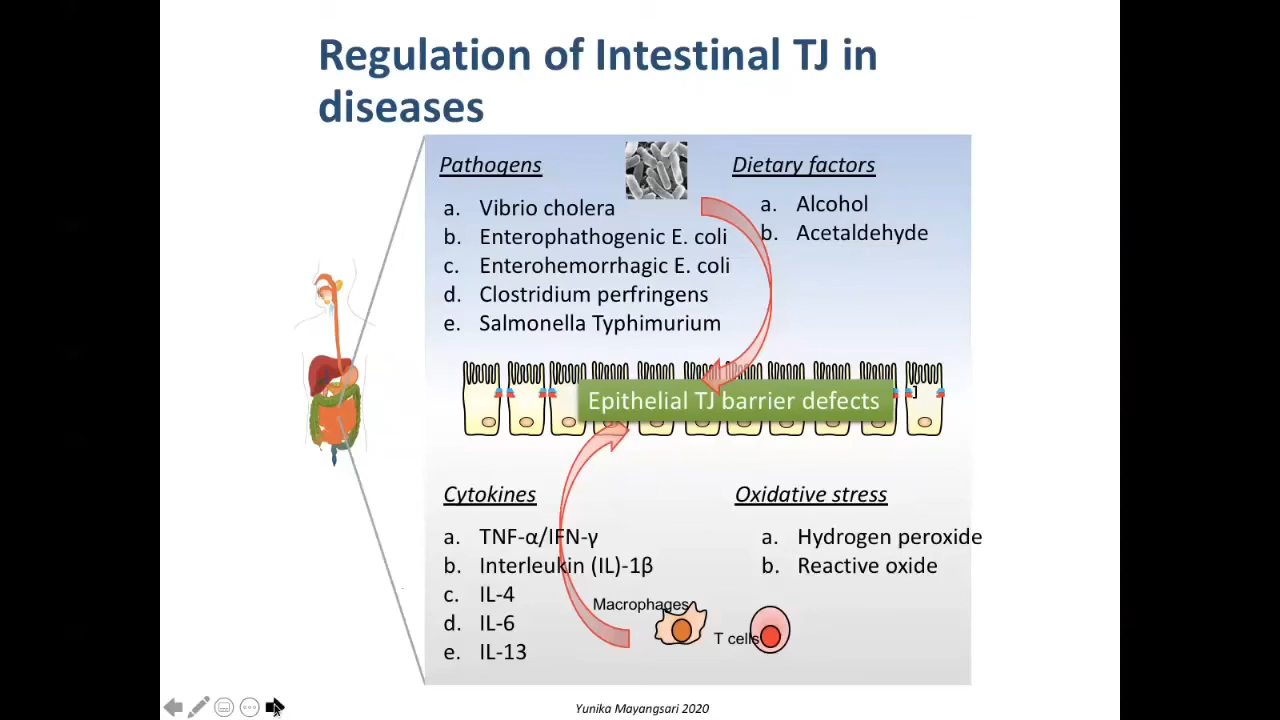 Regulation of Intestinal TJ in
diseases
Pathogens
a. Vibrio cholera
b. Enterophathogenic E. coli
c. Enterohemorrhagic E. coli
d. Clostridium perfringens
e. Salmonella Typhimurium
Dietary factors
a. Alcohol
b. Acetaldehyde
Epithelial TJ barrier defects
Cytokines
a. TNF-α/IFN-γ
b. Interleukin (IL)-1β
c. IL-4
d. IL-6
e. IL-13
Oxidative stress
a. Hydrogen peroxide
b. Reactive oxide
Macrophages
T cells
Yunika Mayangsari 2020